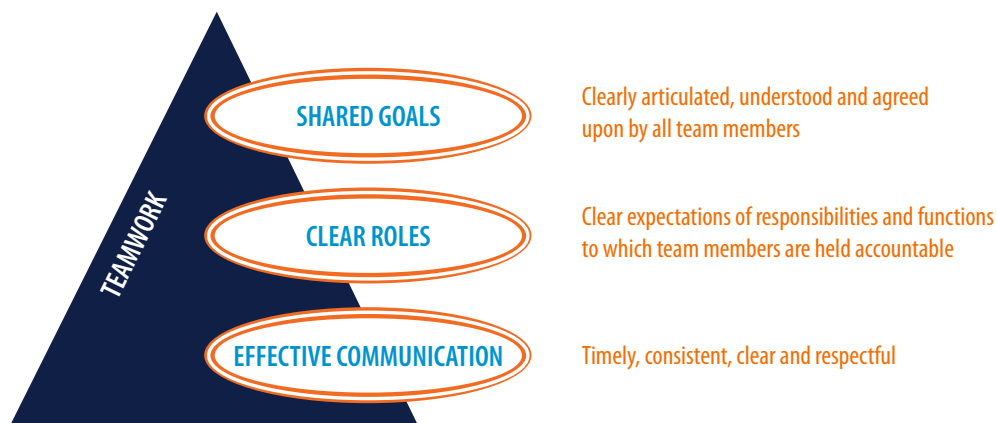 TEAMWORK
SHARED GOALS
Clearly articulated, understood and agreed
upon by all team members
CLEAR ROLES
Clear expectations of responsibilities and functions
to which team members are held accountable
EFFECTIVE COMMUNICATION
Timely, consistent, clear and respectful